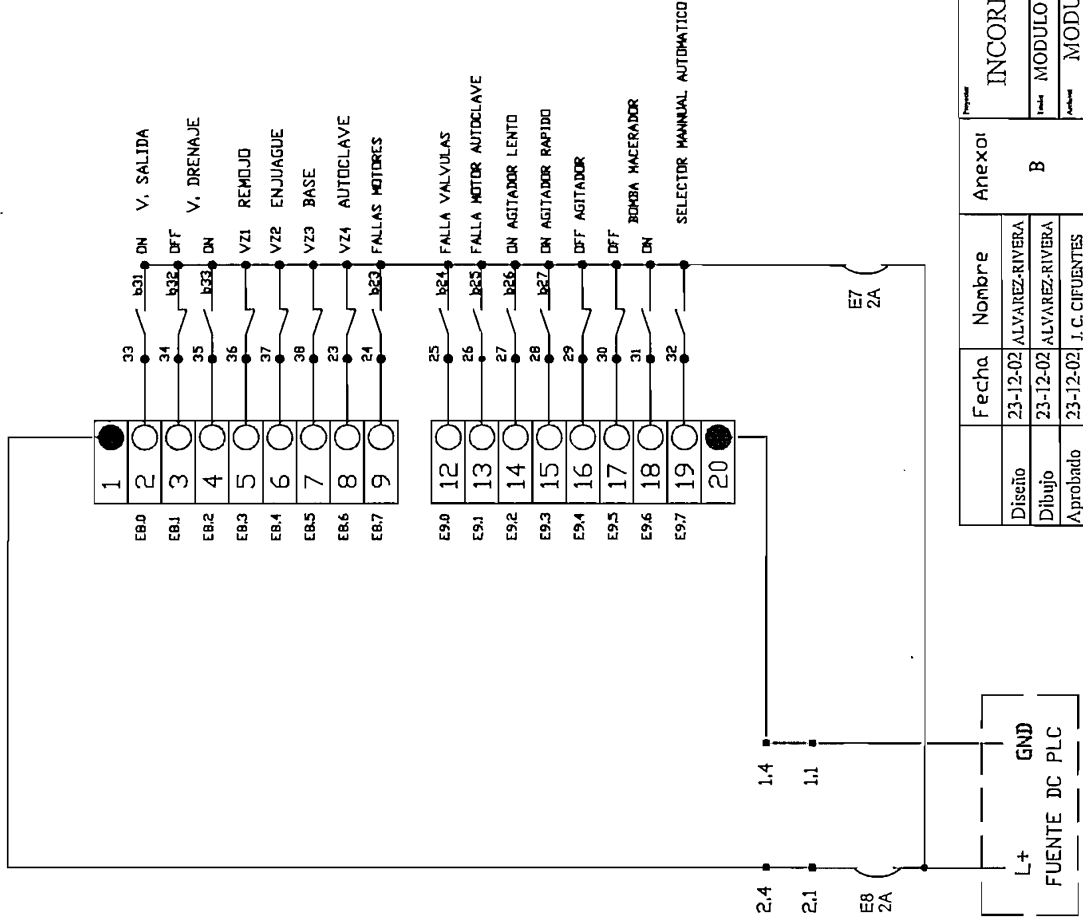 1
E8.0 2 33 b31 ON V. SALIDA
E8.1 3 34 b32 OFF
V. DRENAJE
E8.2 4 35 b33 ON
E8.3 5 36 VZ1 REMOJO
E8.4 6 37 VZ2 ENJUAGUE
E8.5 7 38 VZ3 BASE
E8.6 8 23 VZ4 AUTOCLAVE
E8.7 9 24 b23 FALLAS MOTORES
E9.0 12 25 b24 FALLA VALVULAS
E9.1 13 26 b25 FALLA MOTOR AUTOCLAVE
E9.2 14 27 b26 ON AGITADOR LENTO
E9.3 15 28 b27 ON AGITADOR RAPIDO
E9.4 16 29 OFF AGITADOR
E9.5 17 30 OFF
BOMBA MACERADOR
E9.6 18 31 ON
E9.7 19 32 SELECTOR MANNUAL AUTOMATICO
20
E7
2A
2.4 1.4
2.1 1.1
E8
2A
L+ GND
FUENTE DC PLC
Fecha Nombre Anexo:
Diseño 23-12-02 ALVAREZ-RIVERA
Dibujo 23-12-02 ALVAREZ-RIVERA B MODULO
Aprobado 23-12-02 J.C. CIFUENTES